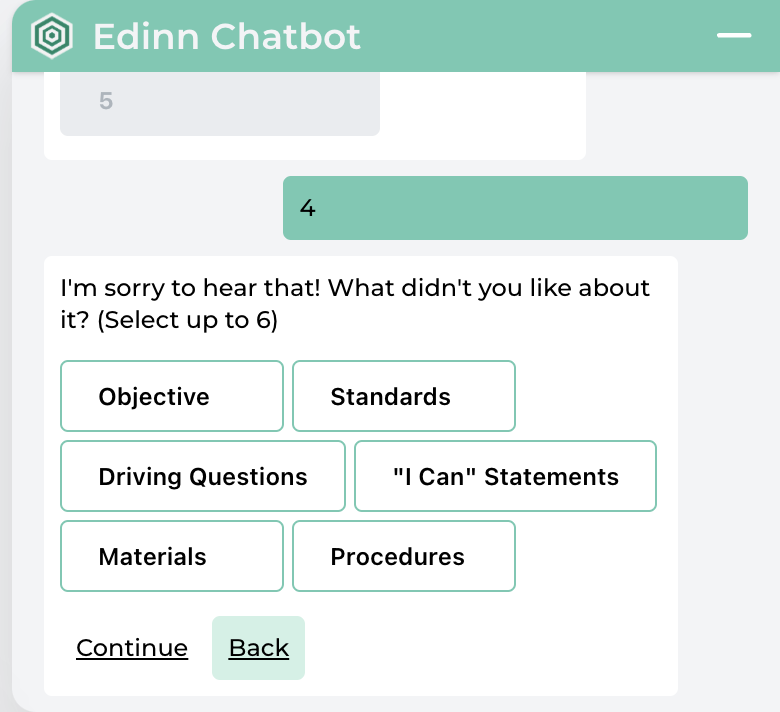 Edinn Chatbot
5
4
I'm sorry to hear that! What didn't you like about
it? (Select up to 6)
Objective
Standards
Driving Questions
"I Can" Statements
Materials
Procedures
Continue
Back